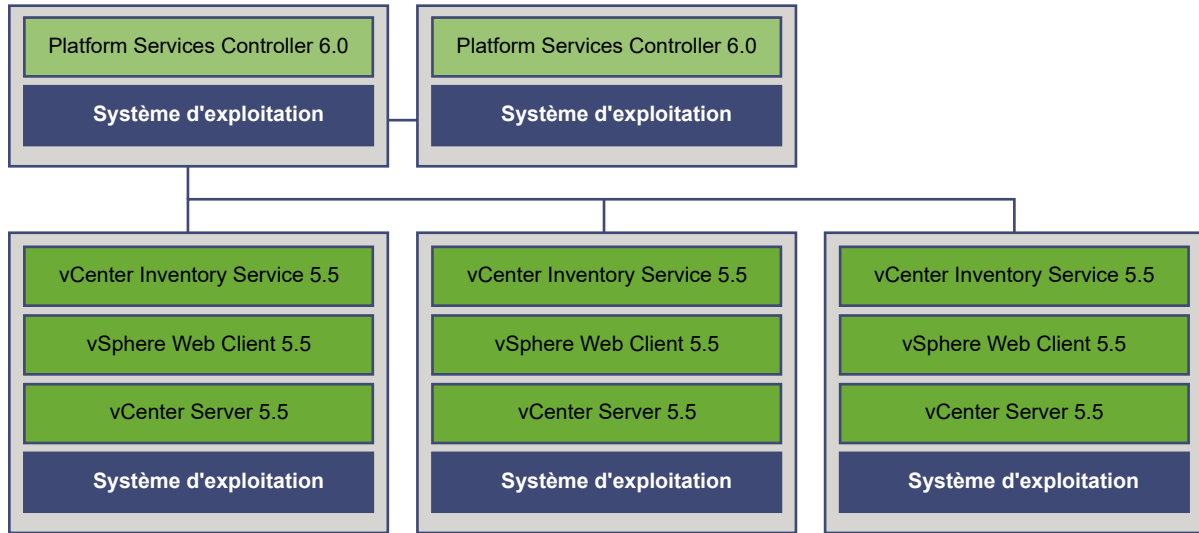 Platform Services Controller 6.0
Système d'exploitation
Platform Services Controller 6.0
Système d'exploitation
vCenter Inventory Service 5.5
vSphere Web Client 5.5
vCenter Server 5.5
Système d'exploitation
vCenter Inventory Service 5.5
vSphere Web Client 5.5
vCenter Server 5.5
Système d'exploitation
vCenter Inventory Service 5.5
vSphere Web Client 5.5
vCenter Server 5.5
Système d'exploitation